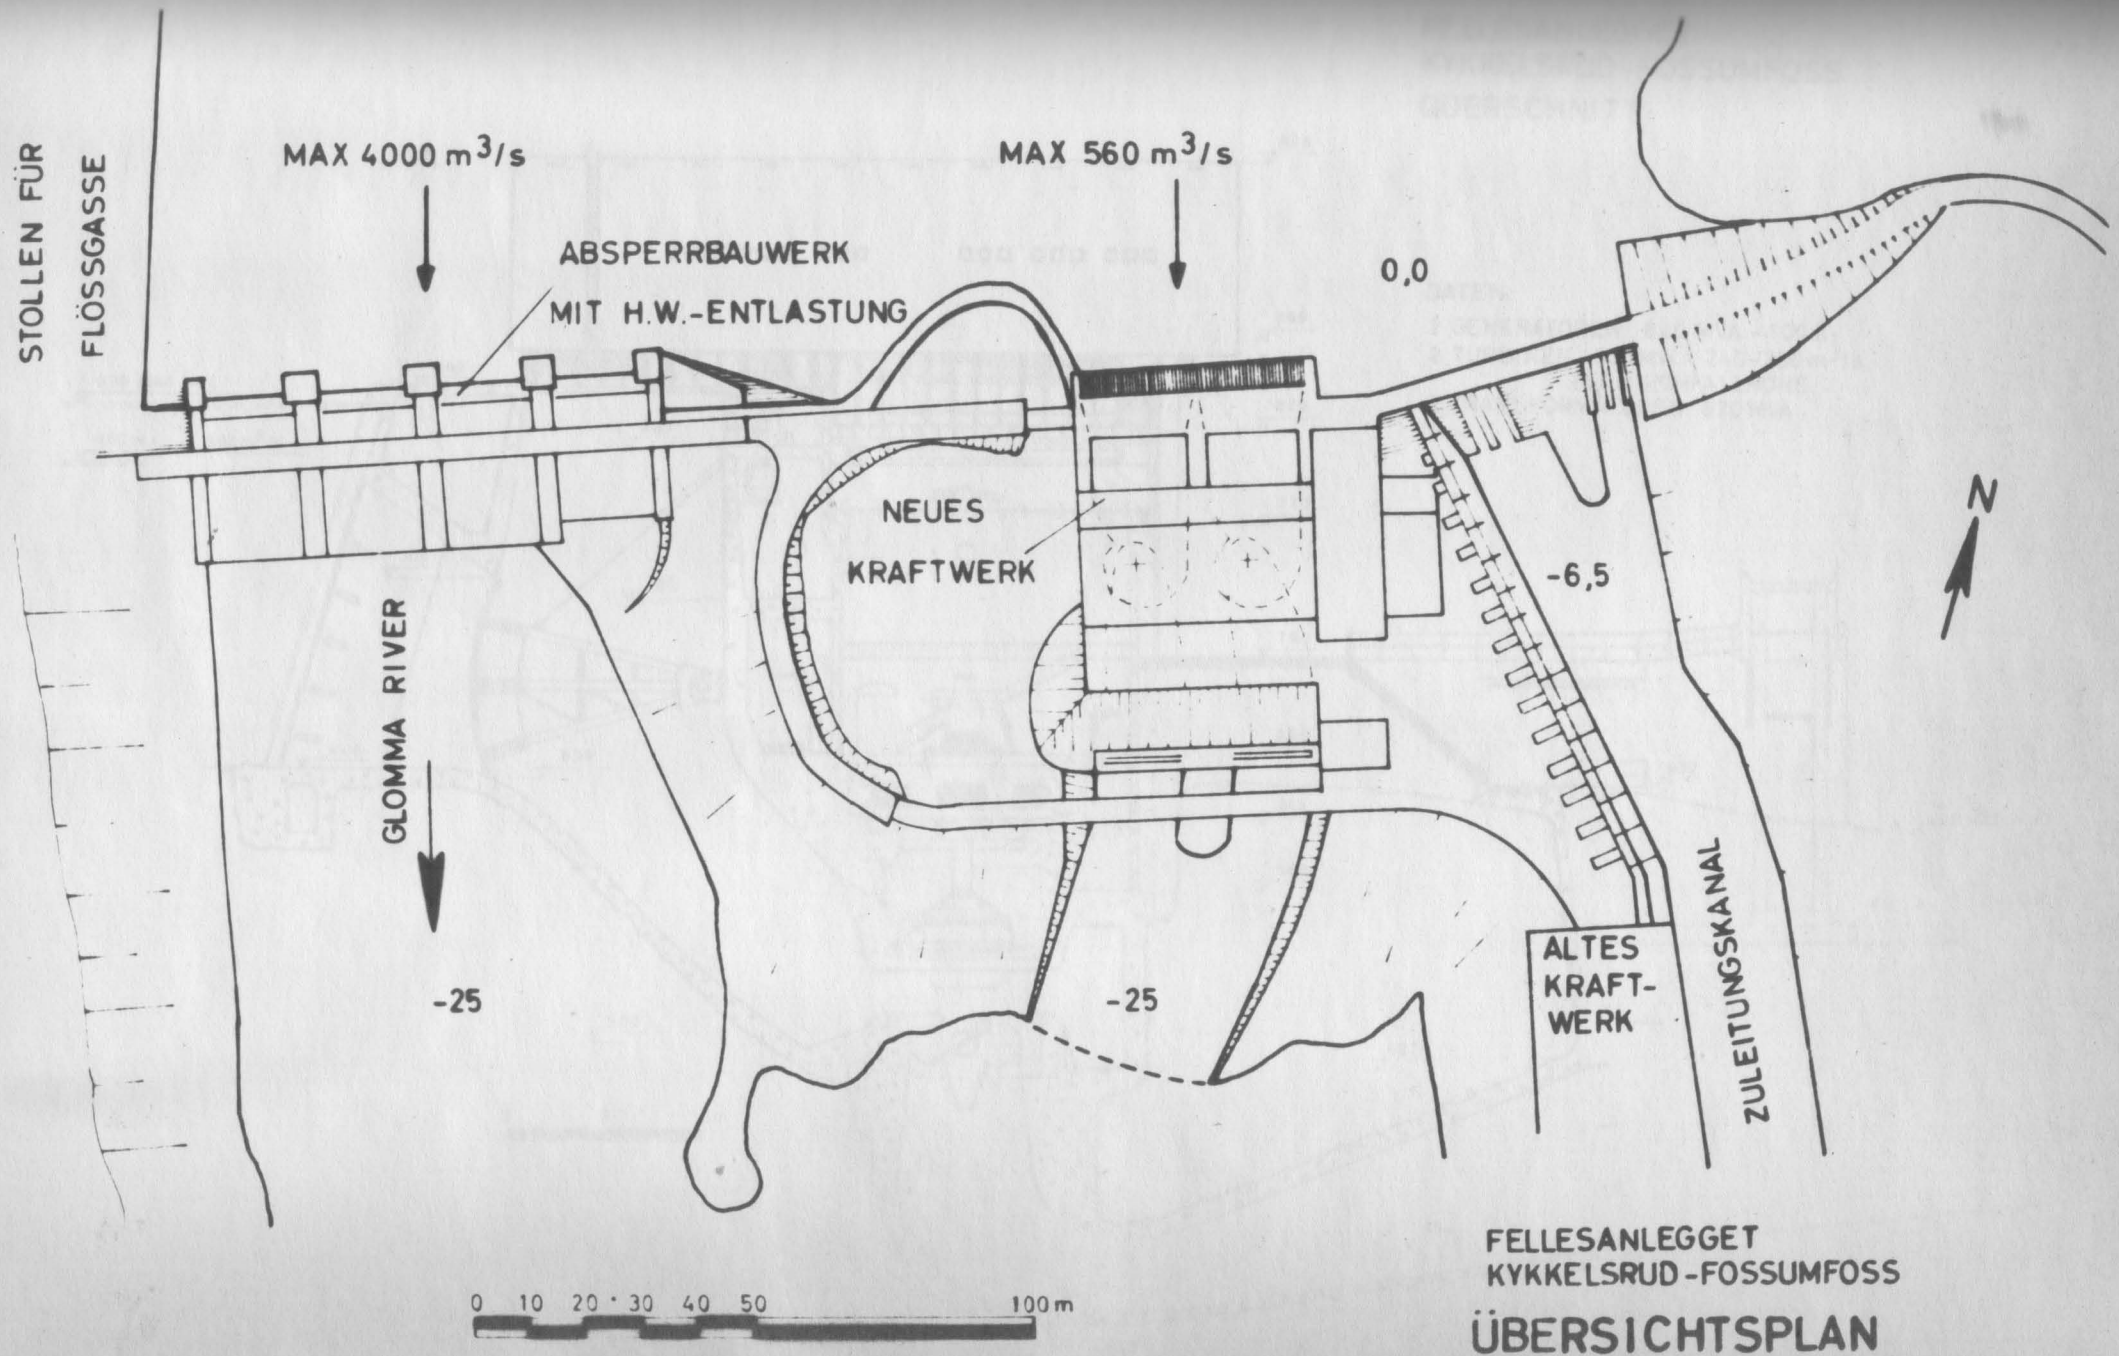 STOLLEN FÜR
FLÖSSGASSE
MAX 4000 m³/s
MAX 560 m³/s
ABSPERRBAUWERK
MIT H.W.-ENTLASTUNG
0,0
N
NEUES
KRAFTWERK
-6,5
GLOMMA RIVER
-25
-25
ALTES
KRAFT-
WERK
ZULEITUNGSKANAL
0 10 20 30 40 50 100m
FELLESANLEGGET
KYKKELSRUD-FOSSUMFOSS
ÜBERSICHTSPLAN